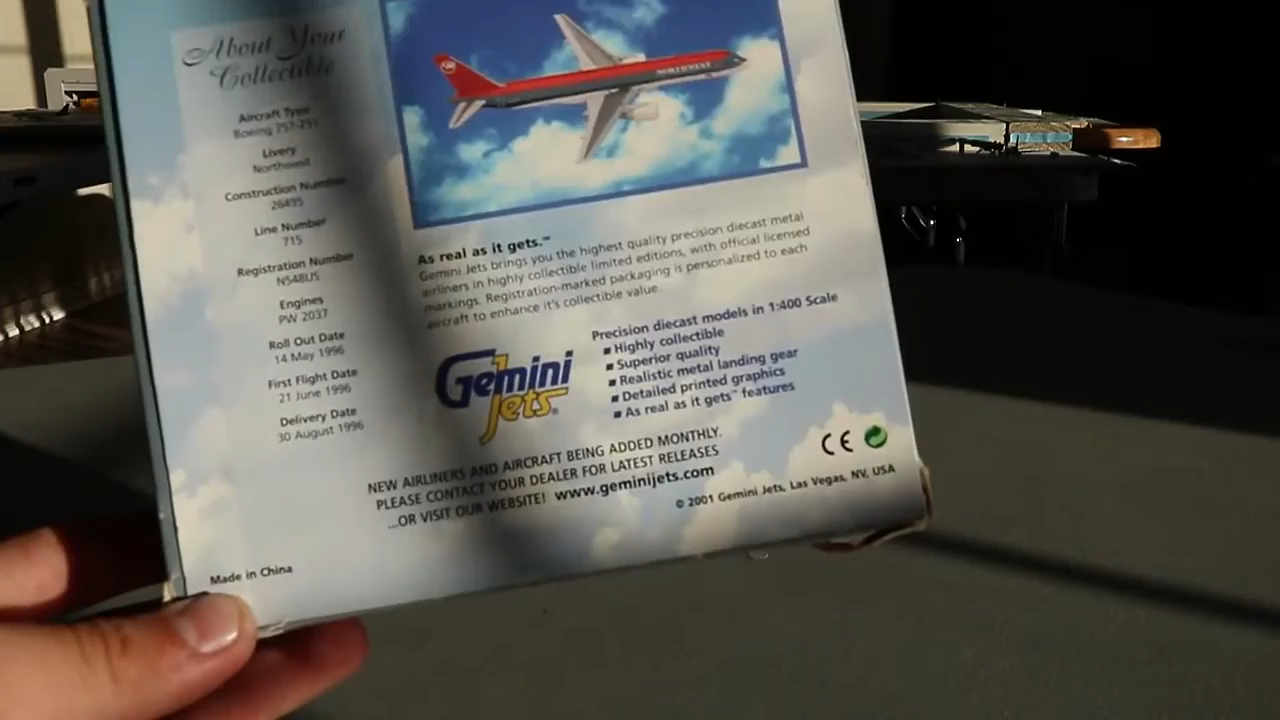 About Your
Collectible
Aircraft Type
Boeing 757-251
Livery
Northwest
Construction Number
26495
Line Number
715
Registration Number
N548US
Engines
PW 2037
Roll Out Date
14 May 1996
First Flight Date
21 June 1996
Delivery Date
30 August 1996
Made in China
NORTHWEST
As real as it gets.™
Gemini Jets brings you the highest quality precision diecast metal
airliners in highly collectible limited editions, with official licensed
markings. Registration-marked packaging is personalized to each
aircraft to enhance it's collectible value.
Gemini
Jets®
Precision diecast models in 1:400 Scale
■ Highly collectible
■ Superior quality
■ Realistic metal landing gear
■ Detailed printed graphics
■ As real as it gets™ features
NEW AIRLINERS AND AIRCRAFT BEING ADDED MONTHLY.
PLEASE CONTACT YOUR DEALER FOR LATEST RELEASES
...OR VISIT OUR WEBSITE! www.geminijets.com
CE
© 2001 Gemini Jets, Las Vegas, NV, USA